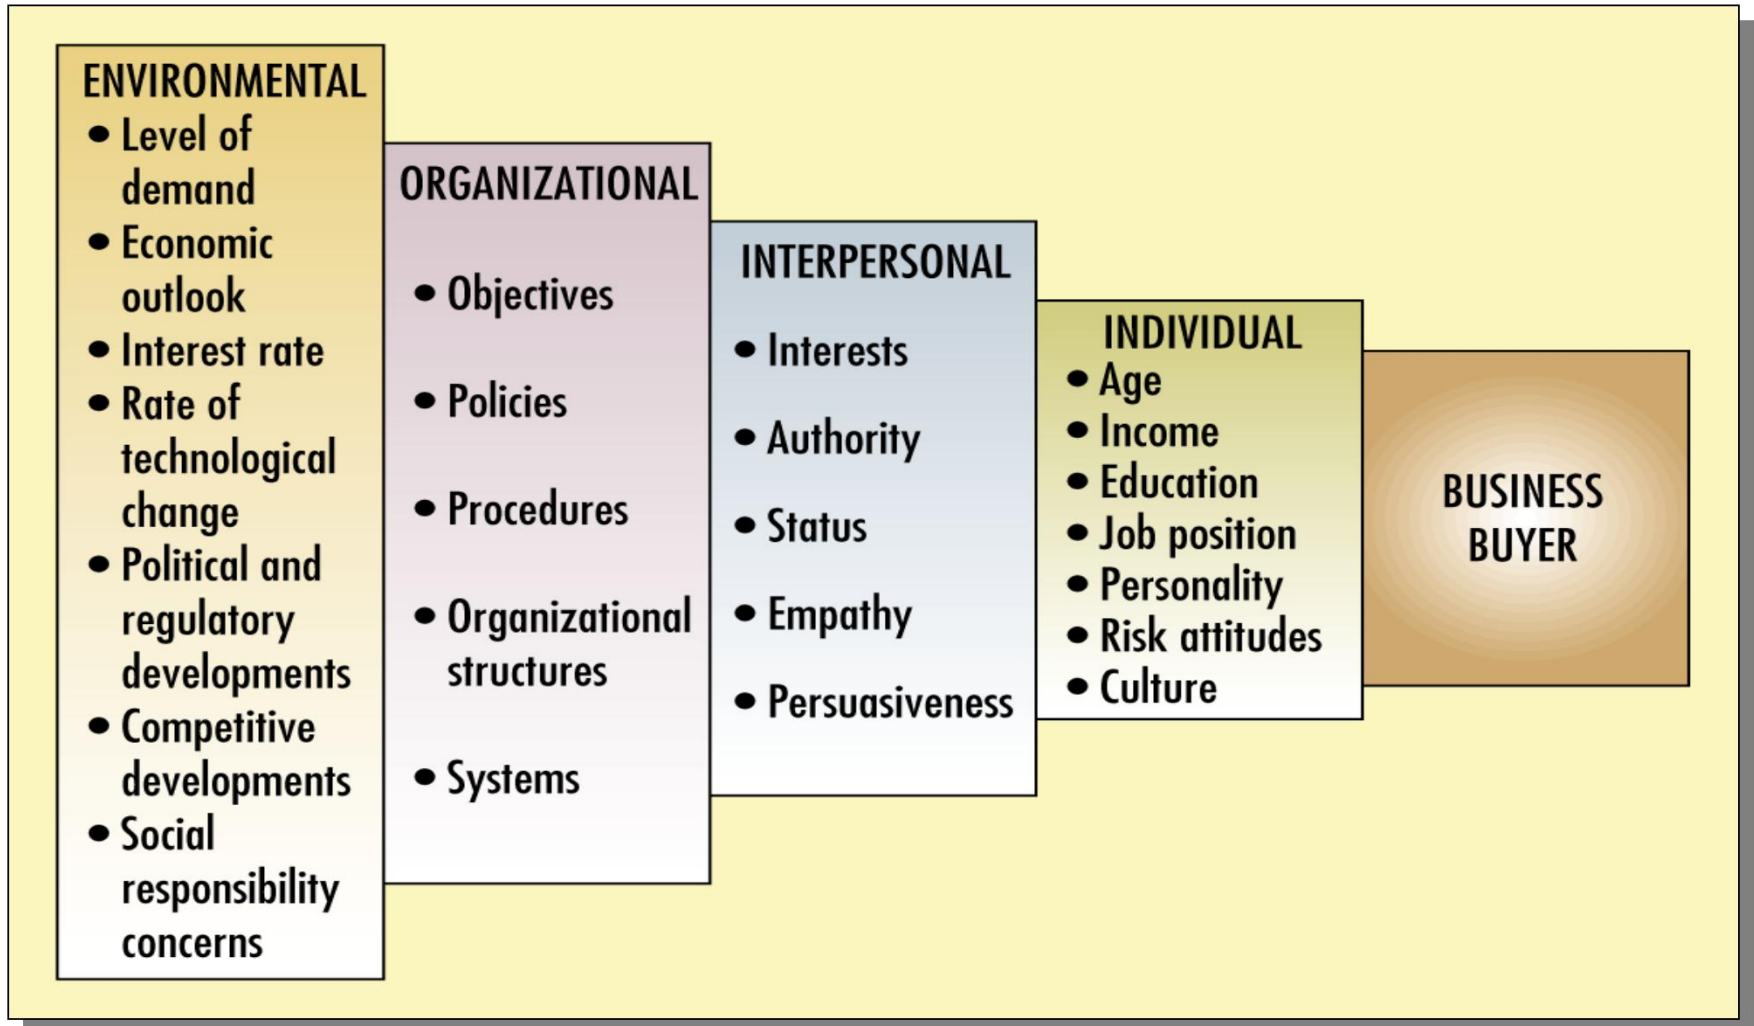 ENVIRONMENTAL
• Level of
demand
• Economic
outlook
• Interest rate
• Rate of
technological
change
• Political and
regulatory
developments
• Competitive
developments
• Social
responsibility
concerns
ORGANIZATIONAL
• Objectives
• Policies
• Procedures
• Organizational
structures
• Systems
INTERPERSONAL
• Interests
• Authority
• Status
• Empathy
• Persuasiveness
INDIVIDUAL
• Age
• Income
• Education
• Job position
• Personality
• Risk attitudes
• Culture
BUSINESS
BUYER